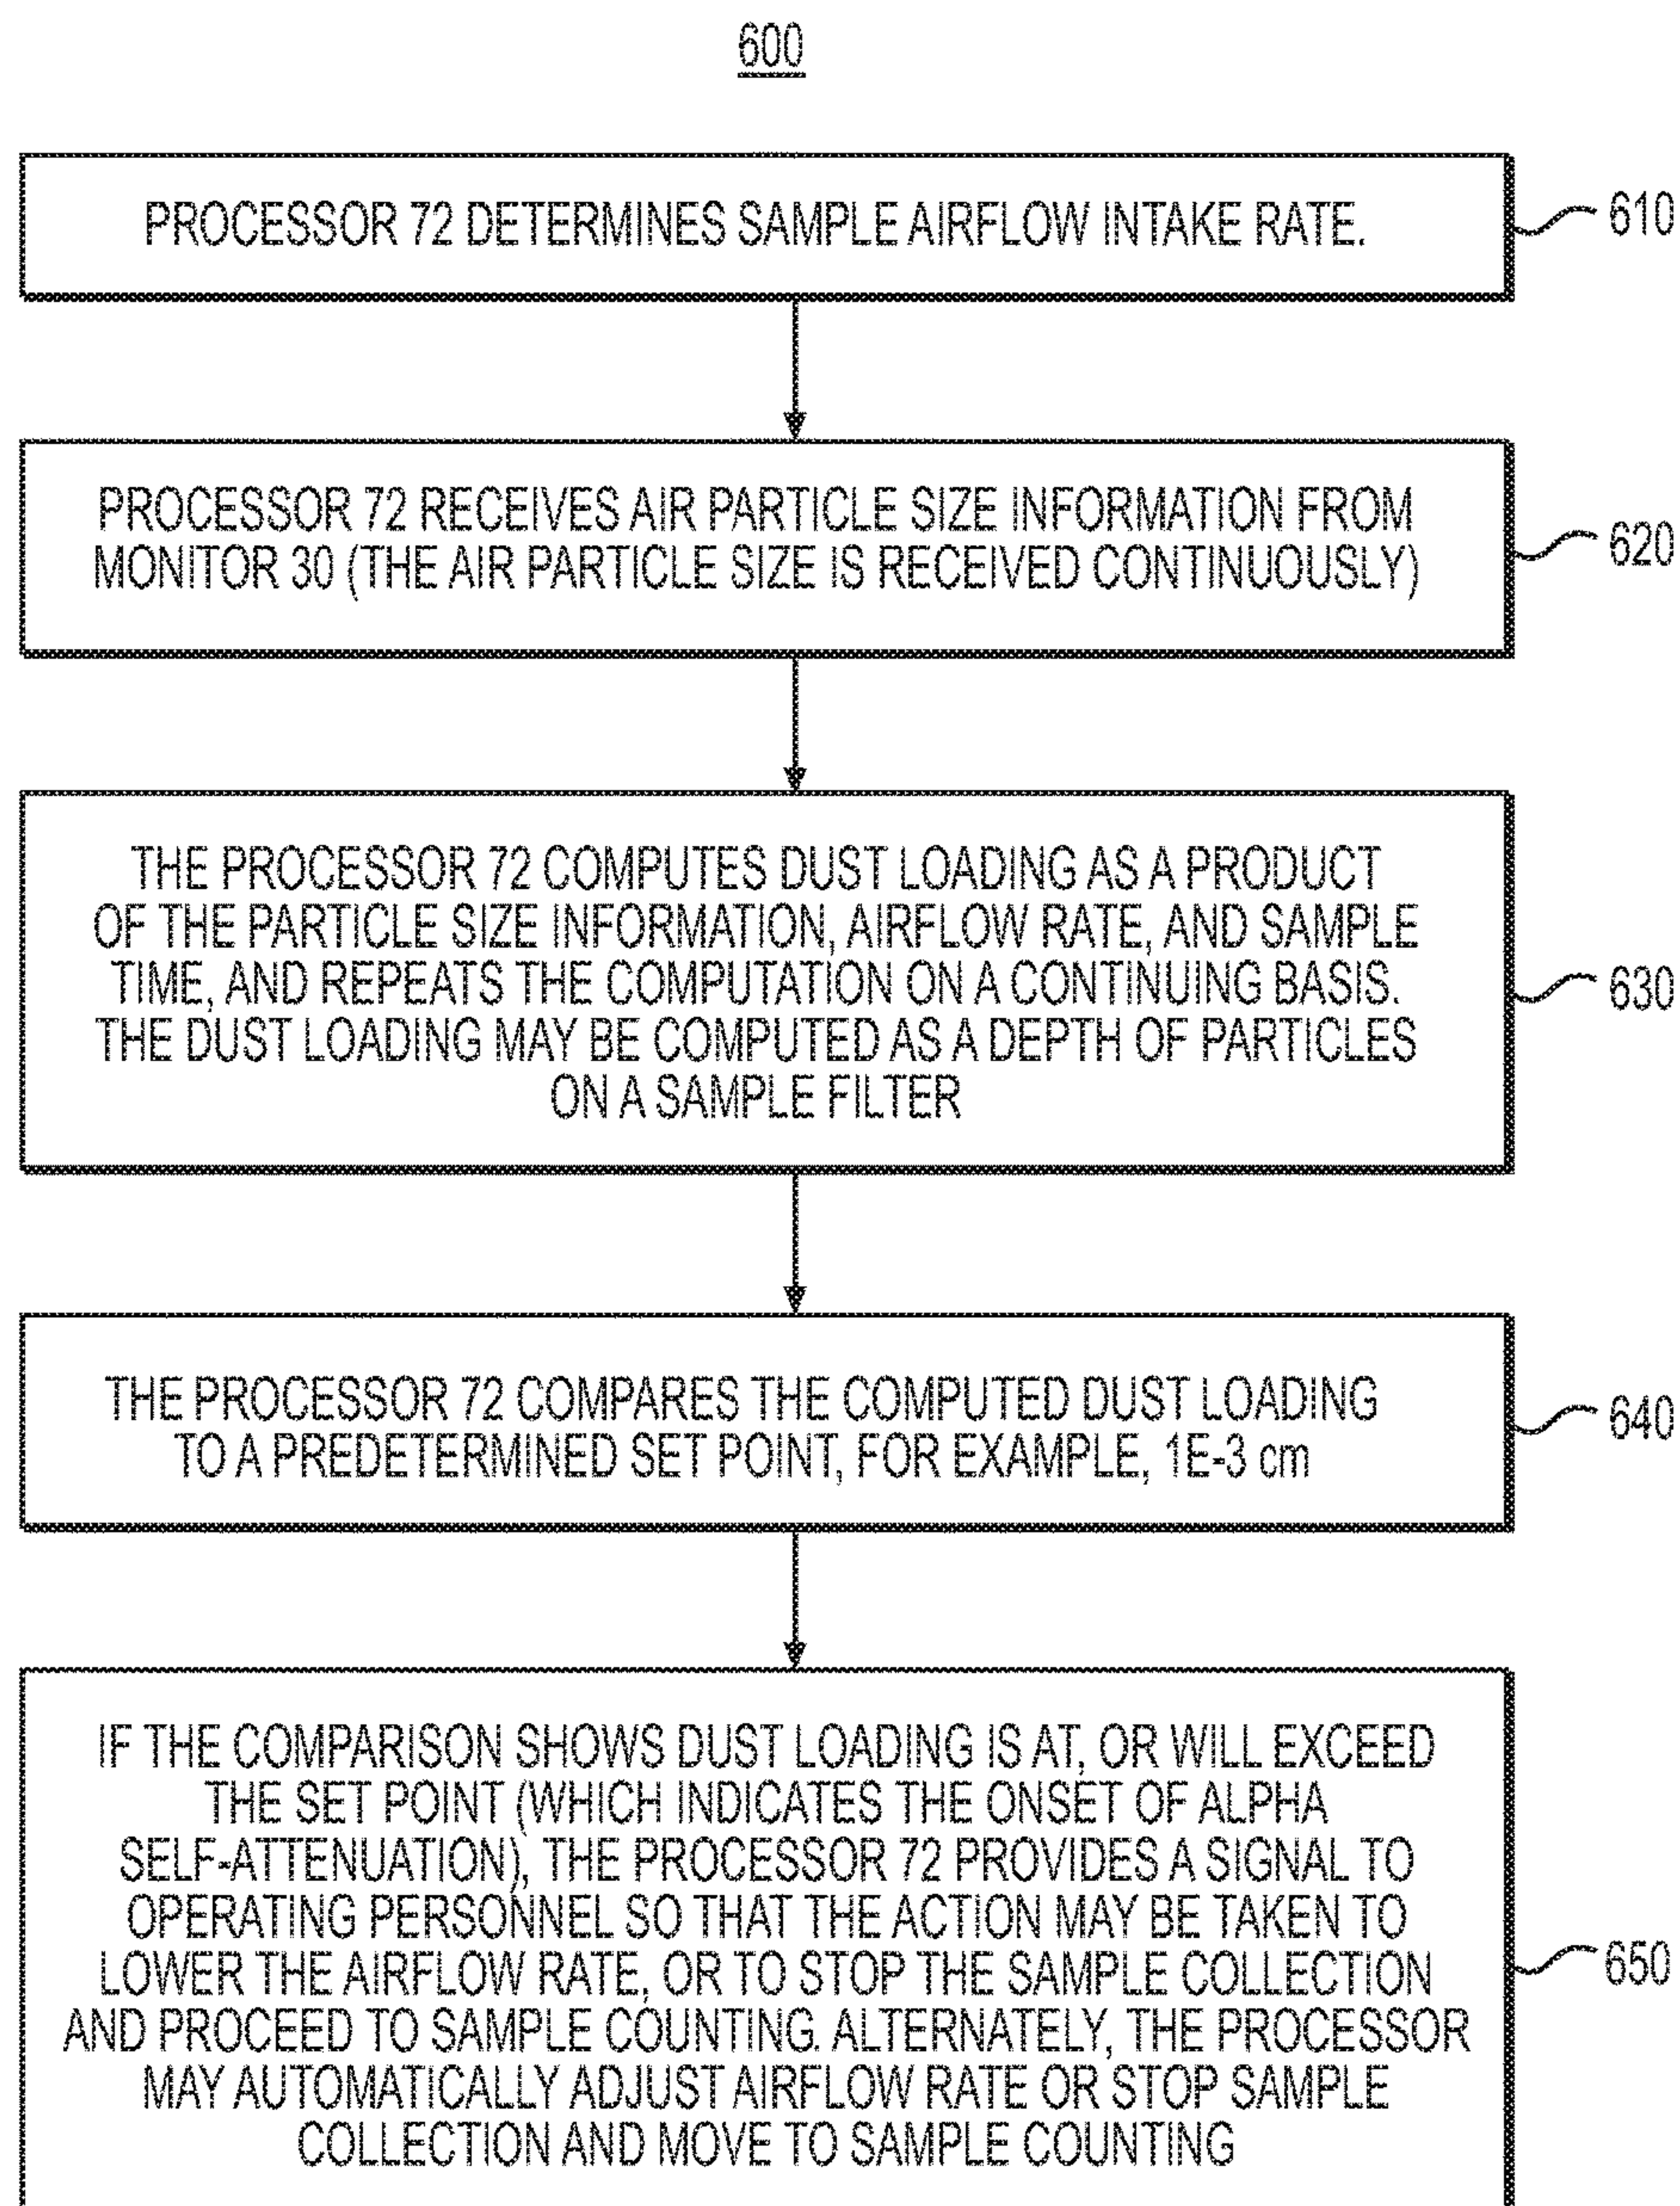 600
PROCESSOR 72 DETERMINES SAMPLE AIRFLOW INTAKE RATE.
610
PROCESSOR 72 RECEIVES AIR PARTICLE SIZE INFORMATION FROM
MONITOR 30 (THE AIR PARTICLE SIZE IS RECEIVED CONTINUOUSLY)
620
THE PROCESSOR 72 COMPUTES DUST LOADING AS A PRODUCT
OF THE PARTICLE SIZE INFORMATION, AIRFLOW RATE, AND SAMPLE
TIME, AND REPEATS THE COMPUTATION ON A CONTINUING BASIS.
THE DUST LOADING MAY BE COMPUTED AS A DEPTH OF PARTICLES
ON A SAMPLE FILTER
630
THE PROCESSOR 72 COMPARES THE COMPUTED DUST LOADING
TO A PREDETERMINED SET POINT, FOR EXAMPLE, 1E-3 cm
640
IF THE COMPARISON SHOWS DUST LOADING IS AT, OR WILL EXCEED
THE SET POINT (WHICH INDICATES THE ONSET OF ALPHA
SELF-ATTENUATION), THE PROCESSOR 72 PROVIDES A SIGNAL TO
OPERATING PERSONNEL SO THAT THE ACTION MAY BE TAKEN TO
LOWER THE AIRFLOW RATE, OR TO STOP THE SAMPLE COLLECTION
AND PROCEED TO SAMPLE COUNTING. ALTERNATELY, THE PROCESSOR
MAY AUTOMATICALLY ADJUST AIRFLOW RATE OR STOP SAMPLE
COLLECTION AND MOVE TO SAMPLE COUNTING
650